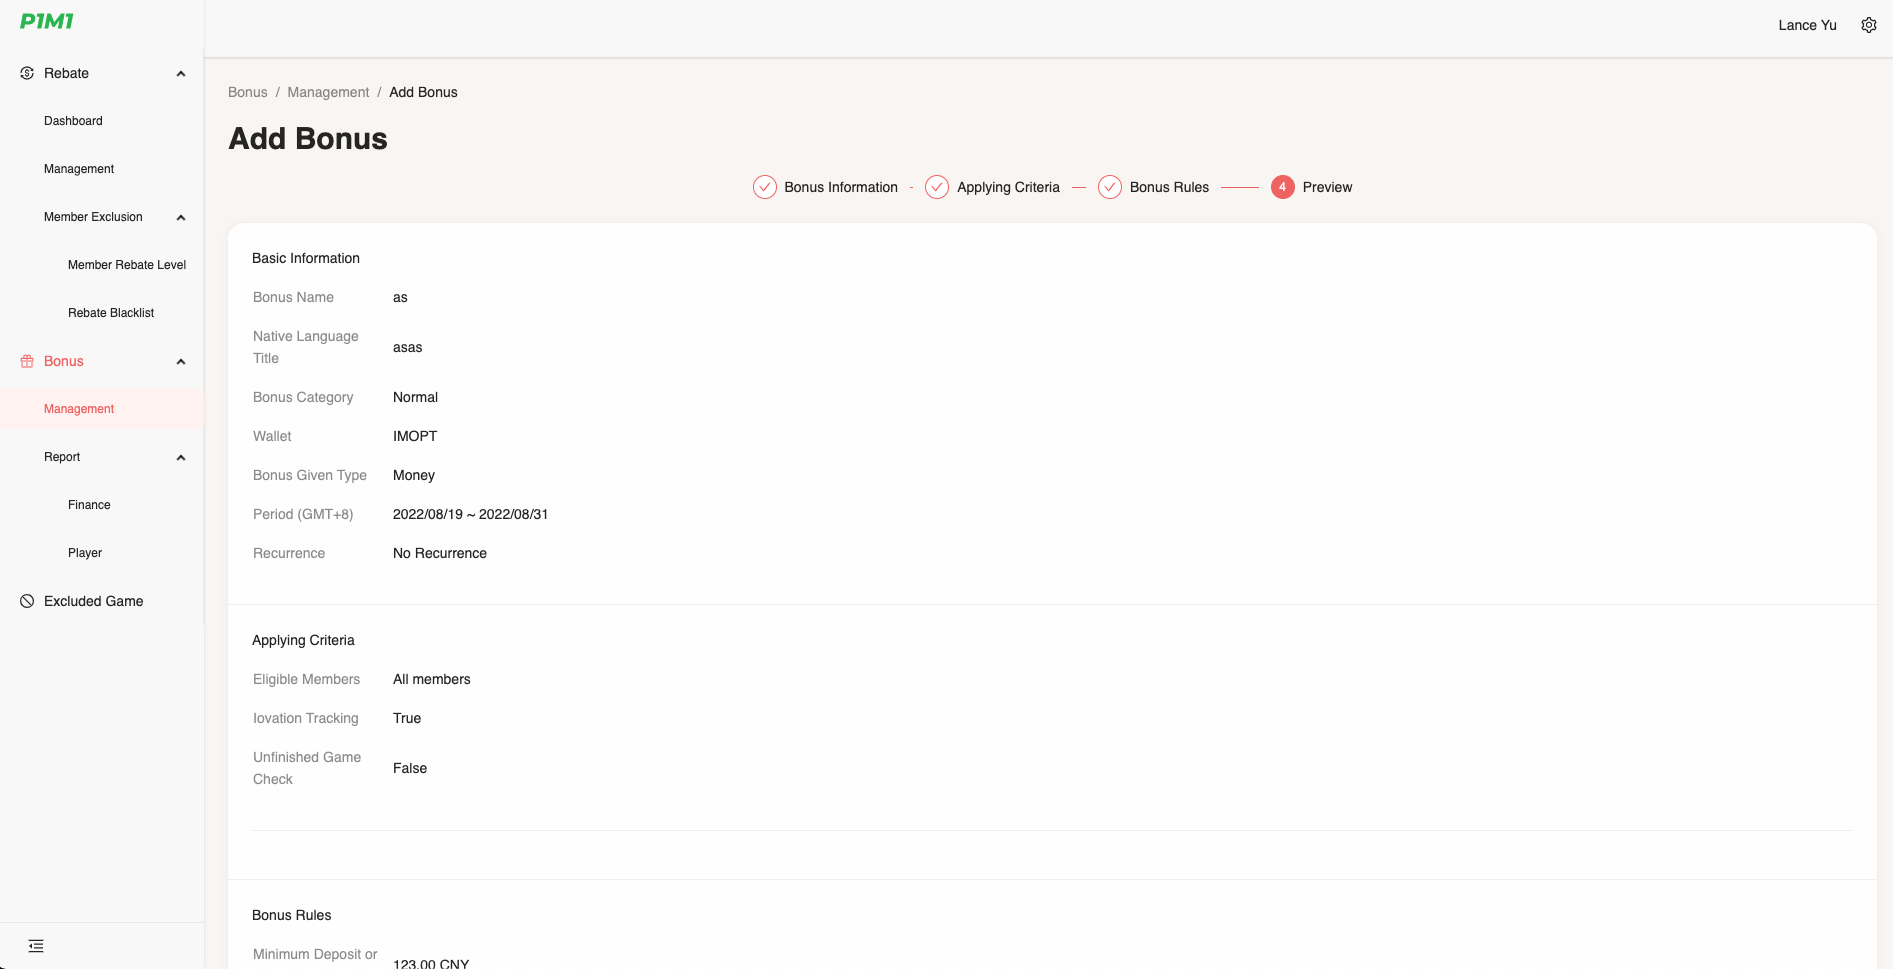 P1M1
Lance Yu
Rebate
Dashboard
Management
Member Exclusion
Member Rebate Level
Rebate Blacklist
Bonus
Management
Report
Finance
Player
Excluded Game
Bonus / Management / Add Bonus
Add Bonus
Bonus Information
Applying Criteria
Bonus Rules
4 Preview
Basic Information
Bonus Name as
Native Language
Title
asas
Bonus Category Normal
Wallet IMOPT
Bonus Given Type Money
Period (GMT+8) 2022/08/19 ~ 2022/08/31
Recurrence No Recurrence
Applying Criteria
Eligible Members All members
Iovation Tracking True
Unfinished Game
Check
False
Bonus Rules
Minimum Deposit or
123.00 CNY